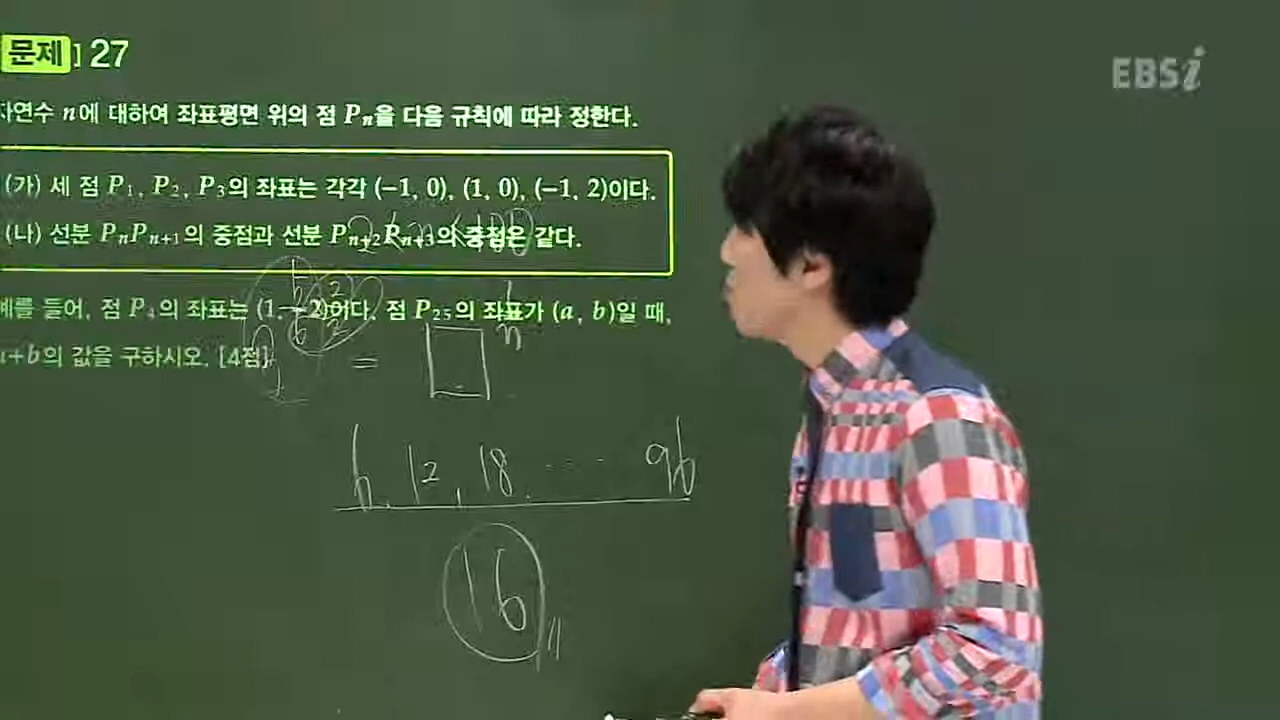 문제] 27
EBSi
자연수 n에 대하여 좌표평면 위의 점 Pₙ을 다음 규칙에 따라 정한다.
(가) 세 점 P₁, P₂, P₃의 좌표는 각각 (−1, 0), (1, 0), (−1, 2)이다.
(나) 선분 PₙPₙ₊₁의 중점과 선분 Pₙ₊₂Pₙ₊₃의 중점은 같다.
예를 들어, 점 P₄의 좌표는 (1, −2)이다. 점 P₂₅의 좌표가 (a, b)일 때,
a+b의 값을 구하시오. [4점]
= □
6, 12, 18, ···· 96
16